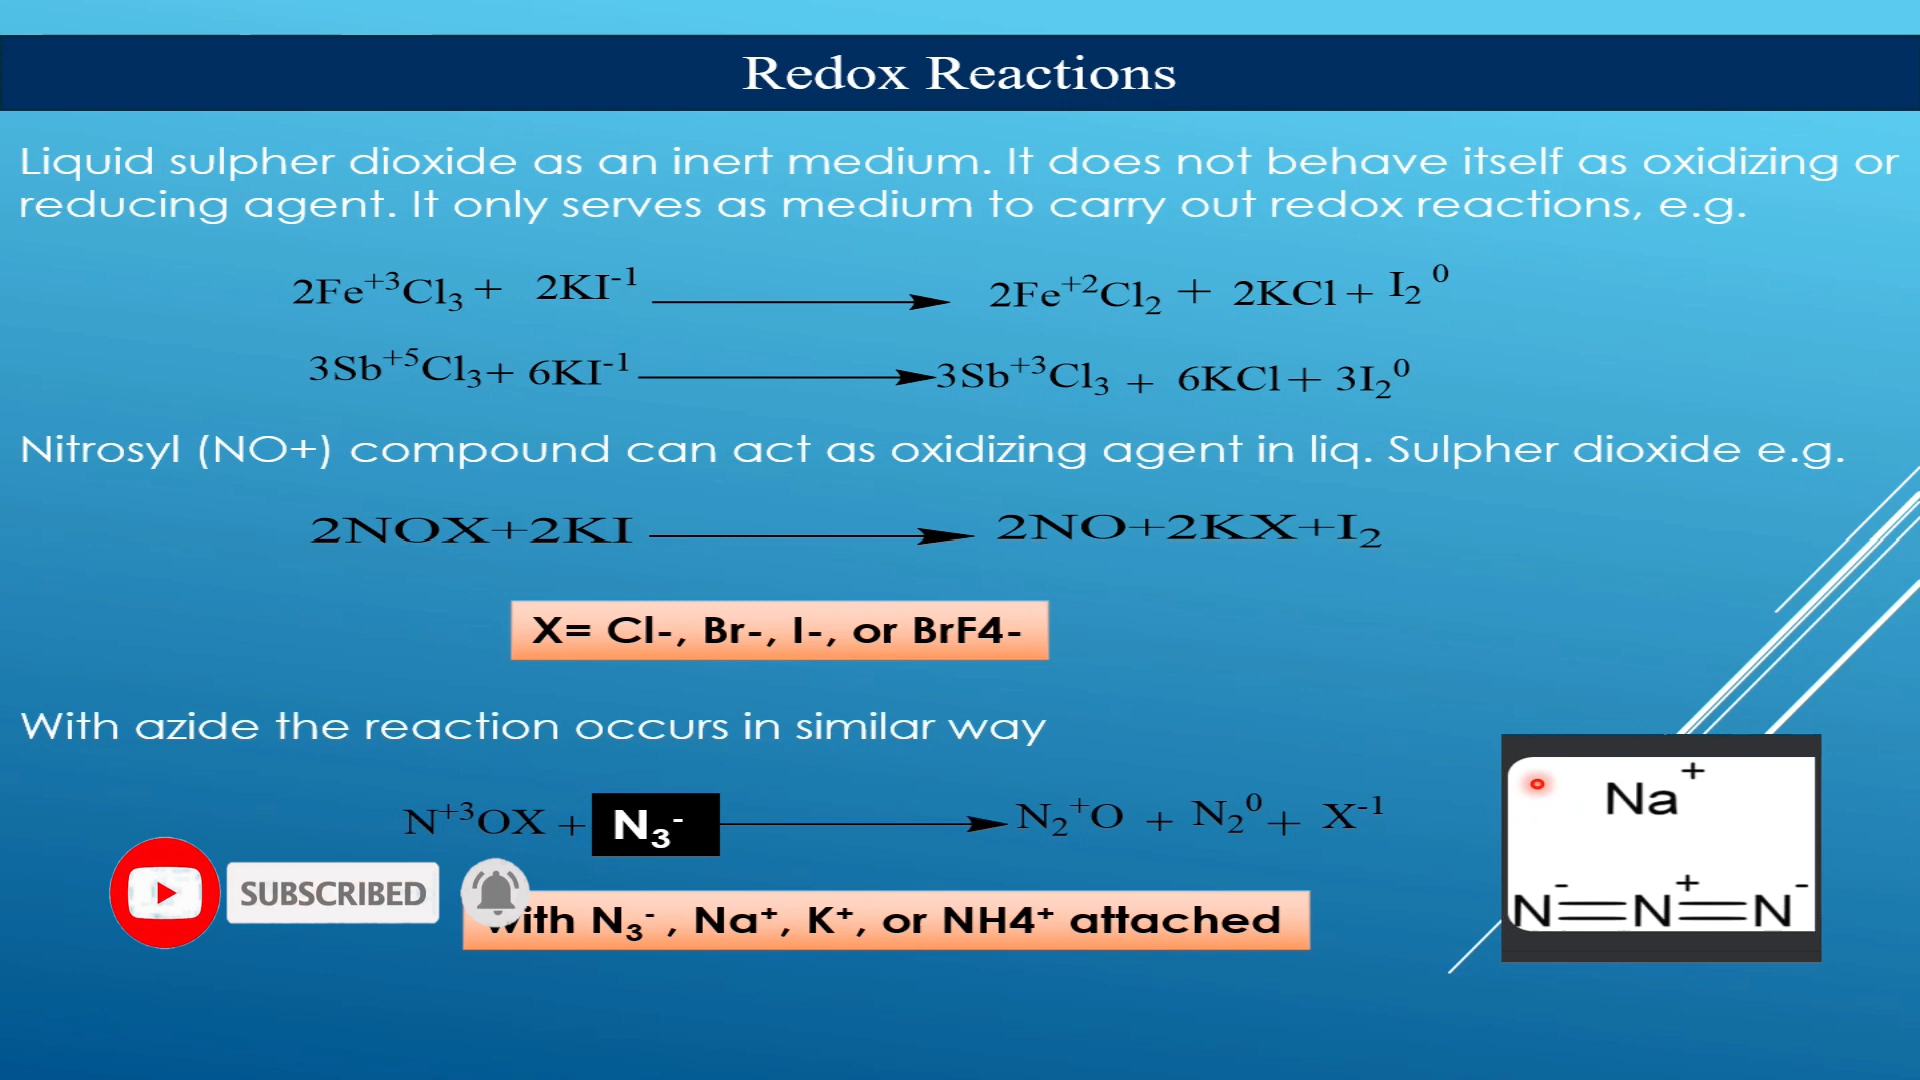 Redox Reactions
Liquid sulpher dioxide as an inert medium. It does not behave itself as oxidizing or
reducing agent. It only serves as medium to carry out redox reactions, e.g.
2Fe⁺³Cl₃ + 2KI⁻¹ ⟶ 2Fe⁺²Cl₂ + 2KCl + I₂⁰
3Sb⁺⁵Cl₃ + 6KI⁻¹ ⟶ 3Sb⁺³Cl₃ + 6KCl + 3I₂⁰
Nitrosyl (NO+) compound can act as oxidizing agent in liq. Sulpher dioxide e.g.
2NOX+2KI ⟶ 2NO+2KX+I₂
X= Cl-, Br-, I-, or BrF4-
With azide the reaction occurs in similar way
N⁺³OX + N₃⁻ ⟶ N₂⁺O + N₂⁰ + X⁻¹
SUBSCRIBED
with N₃⁻ , Na⁺, K⁺, or NH4⁺ attached
Na⁺
N⁻=N⁺=N⁻